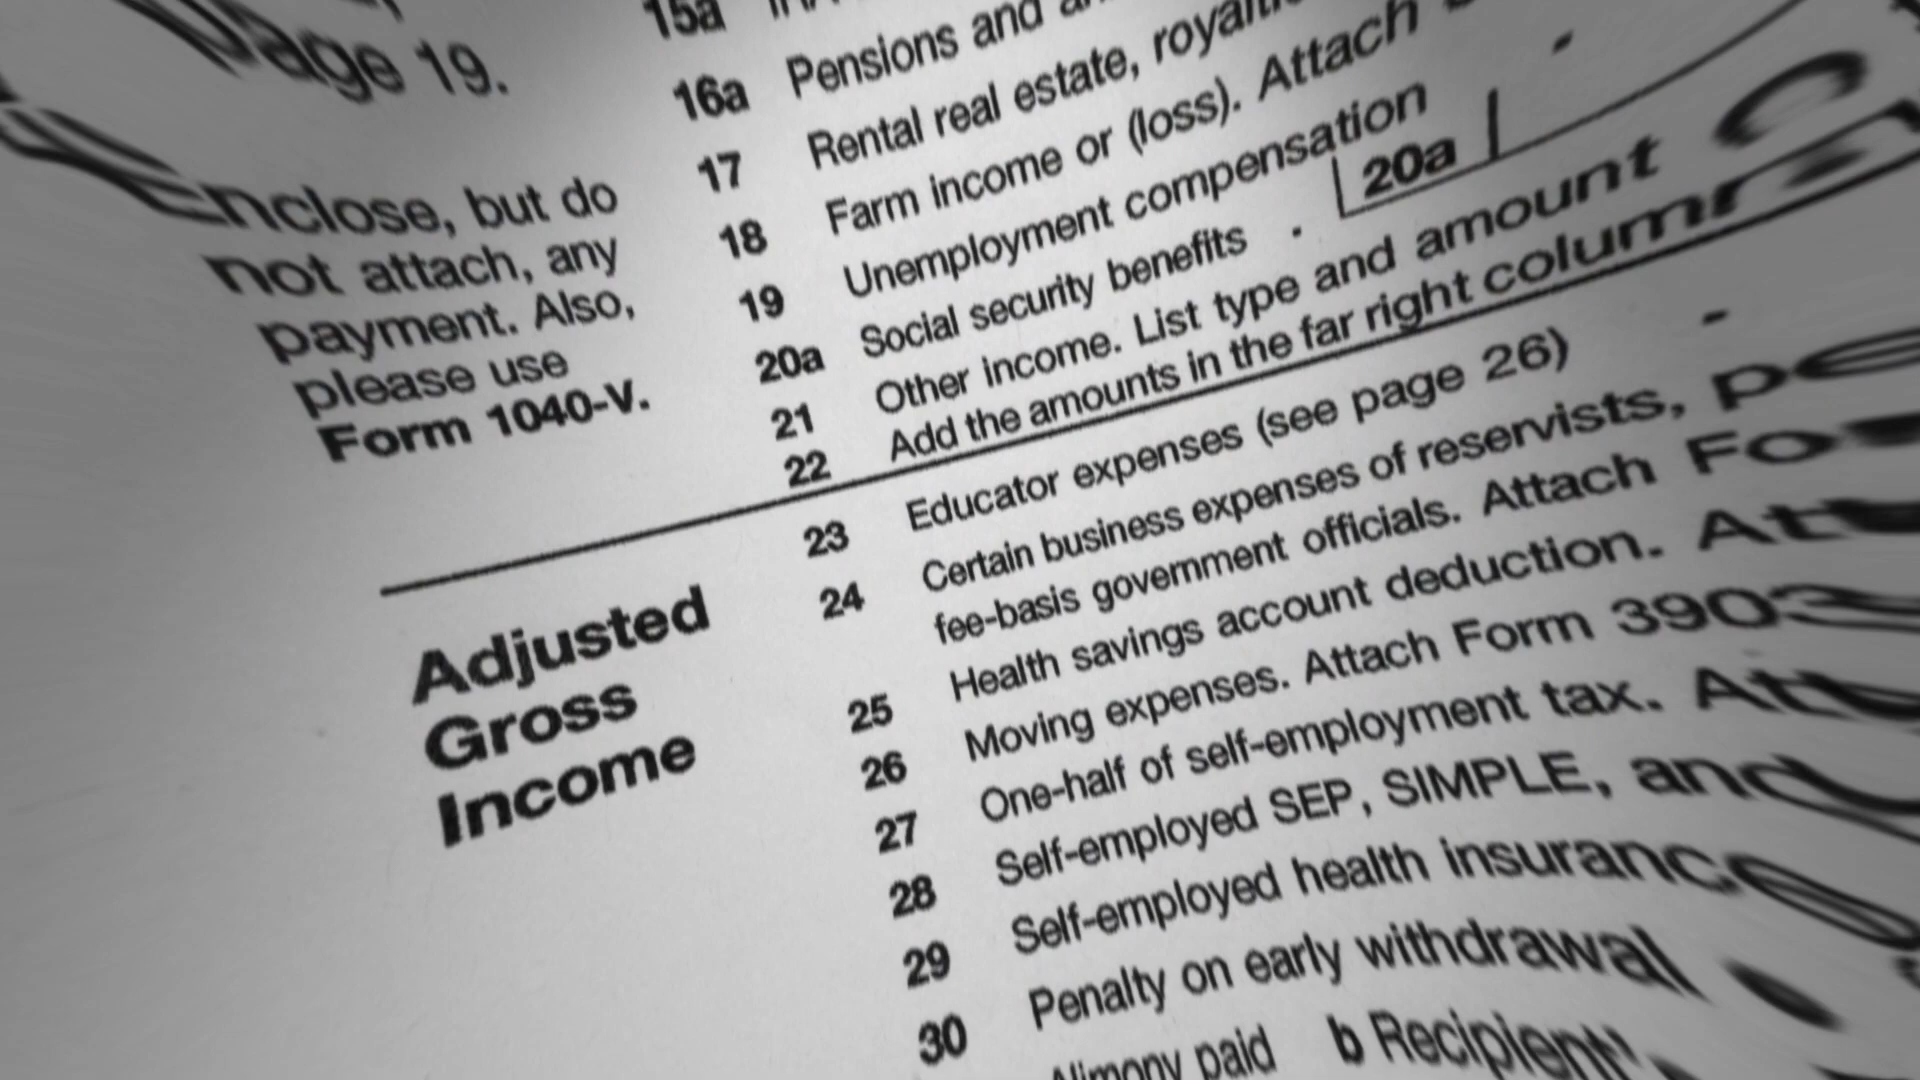 page 19.
Enclose, but do
not attach, any
payment. Also,
please use
Form 1040-V.
15a
16a Pensions and
17 Rental real estate,
18 Farm income or (loss). Attach
19 Unemployment compensation
20a Social security benefits . 20a
21 Other income. List type and amount
22 Add the amounts in the far right column
Adjusted
Gross
Income
23 Educator expenses (see page 26)
24 Certain business expenses of reservists,
fee-basis government officials. Attach
25 Health savings account deduction.
26 Moving expenses. Attach Form 3903
27 One-half of self-employment tax.
28 Self-employed SEP, SIMPLE, and
29 Self-employed health insurance
30 Penalty on early withdrawal
Alimony paid b Recipient'